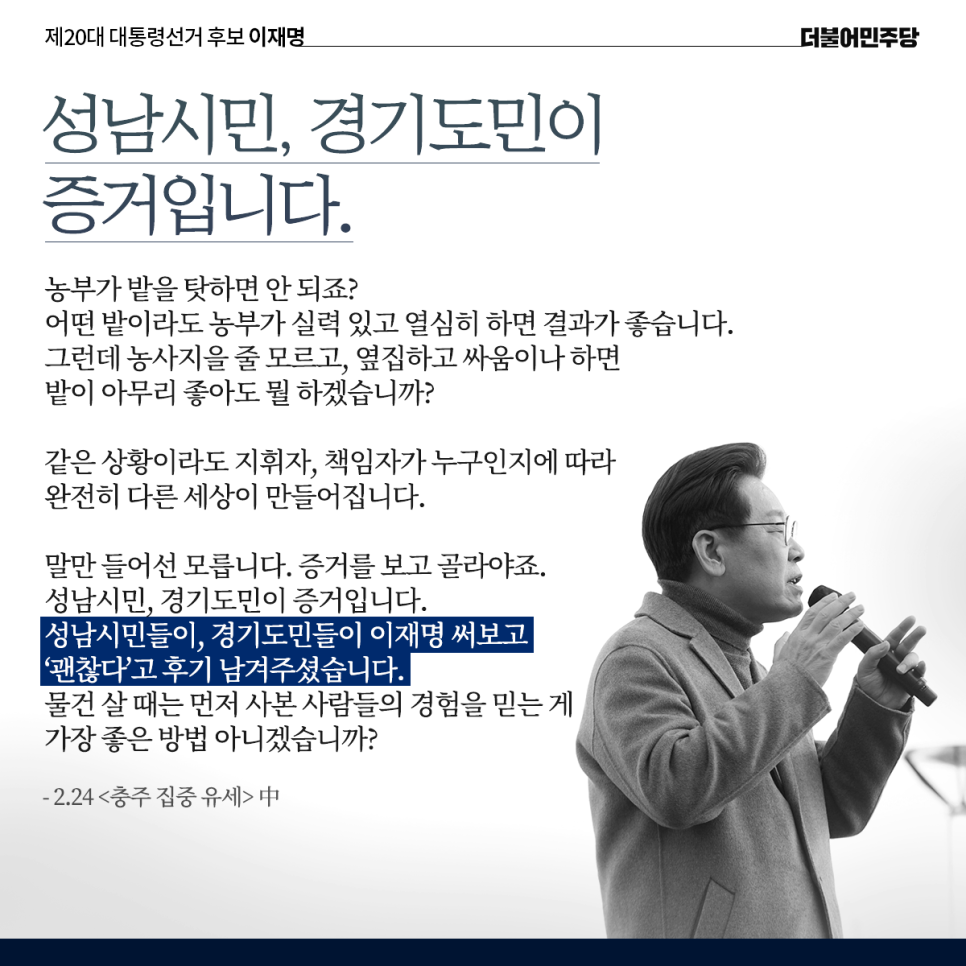 제20대 대통령선거 후보 이재명
더불어민주당
성남시민, 경기도민이
증거입니다.
농부가 밭을 탓하면 안 되죠?
어떤 밭이라도 농부가 실력 있고 열심히 하면 결과가 좋습니다.
그런데 농사지을 줄 모르고, 옆집하고 싸움이나 하면
밭이 아무리 좋아도 뭘 하겠습니까?
같은 상황이라도 지휘자, 책임자가 누구인지에 따라
완전히 다른 세상이 만들어집니다.
말만 들어선 모릅니다. 증거를 보고 골라야죠.
성남시민, 경기도민이 증거입니다.
성남시민들이, 경기도민들이 이재명 써보고
‘괜찮다’고 후기 남겨주셨습니다.
물건 살 때는 먼저 사본 사람들의 경험을 믿는 게
가장 좋은 방법 아니겠습니까?
- 2.24 <충주 집중 유세> 中